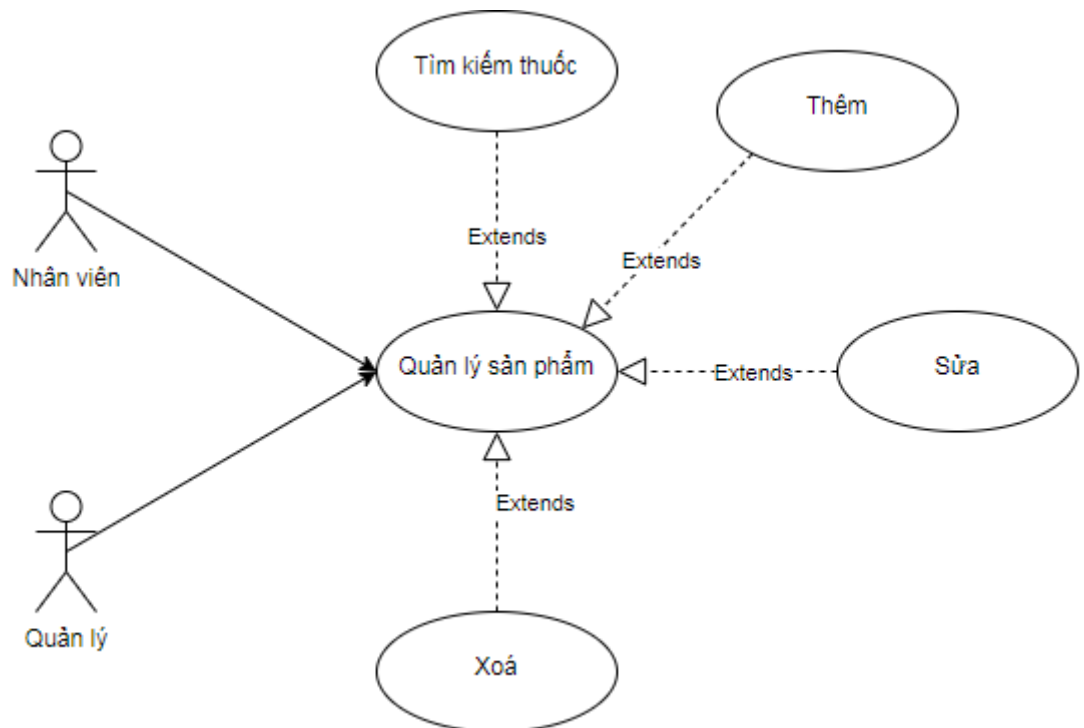 Tìm kiếm thuốc
Thêm
Extends
Extends
Nhân viên
Quản lý sản phẩm
Extends
Sửa
Extends
Quản lý
Xoá